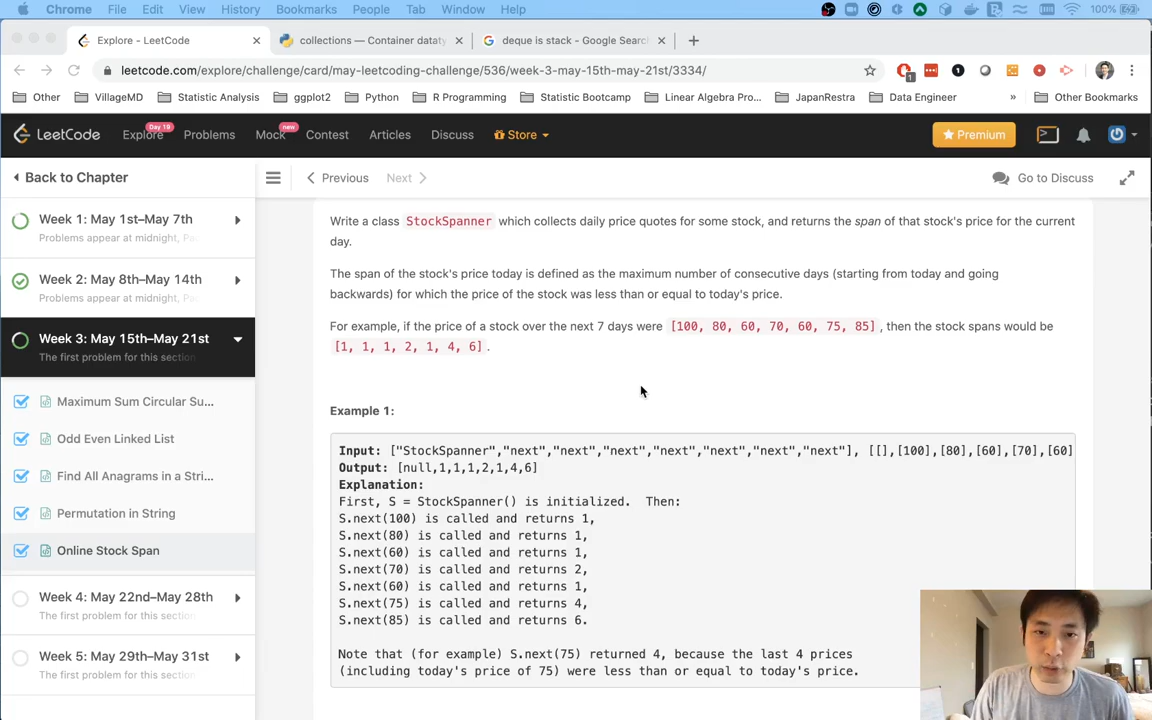 Chrome File Edit View History Bookmarks People Tab Window Help 100%
Explore - LeetCode collections — Container dataty deque is stack - Google Search
leetcode.com/explore/challenge/card/may-leetcoding-challenge/536/week-3-may-15th-may-21st/3334/
Other VillageMD Statistic Analysis ggplot2 Python R Programming Statistic Bootcamp Linear Algebra Pro... JapanRestra Data Engineer » Other Bookmarks
LeetCode Explore Day 19 Problems Mock new Contest Articles Discuss Store Premium
Back to Chapter
Previous Next Go to Discuss
Week 1: May 1st–May 7th
Problems appear at midnight, Pa
Week 2: May 8th–May 14th
Problems appear at midnight, Pa
Week 3: May 15th–May 21st
The first problem for this section
Maximum Sum Circular Su...
Odd Even Linked List
Find All Anagrams in a Stri...
Permutation in String
Online Stock Span
Week 4: May 22nd–May 28th
The first problem for this section
Week 5: May 29th–May 31st
The first problem for this section
Write a class StockSpanner which collects daily price quotes for some stock, and returns the span of that stock's price for the current
day.
The span of the stock's price today is defined as the maximum number of consecutive days (starting from today and going
backwards) for which the price of the stock was less than or equal to today's price.
For example, if the price of a stock over the next 7 days were [100, 80, 60, 70, 60, 75, 85], then the stock spans would be
[1, 1, 1, 2, 1, 4, 6].
Example 1:
Input: ["StockSpanner","next","next","next","next","next","next","next"], [[],[100],[80],[60],[70],[60]
Output: [null,1,1,1,2,1,4,6]
Explanation:
First, S = StockSpanner() is initialized. Then:
S.next(100) is called and returns 1,
S.next(80) is called and returns 1,
S.next(60) is called and returns 1,
S.next(70) is called and returns 2,
S.next(60) is called and returns 1,
S.next(75) is called and returns 4,
S.next(85) is called and returns 6.
Note that (for example) S.next(75) returned 4, because the last 4 prices
(including today's price of 75) were less than or equal to today's price.